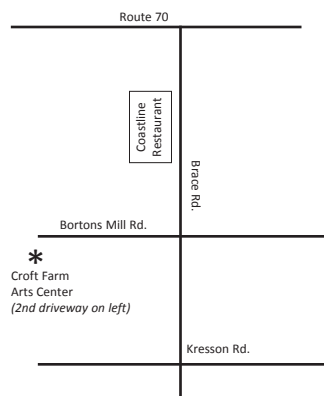 Route 70
Coastline
Restaurant
Brace Rd.
Bortons Mill Rd.
*
Croft Farm
Arts Center
(2nd driveway on left)
Kresson Rd.